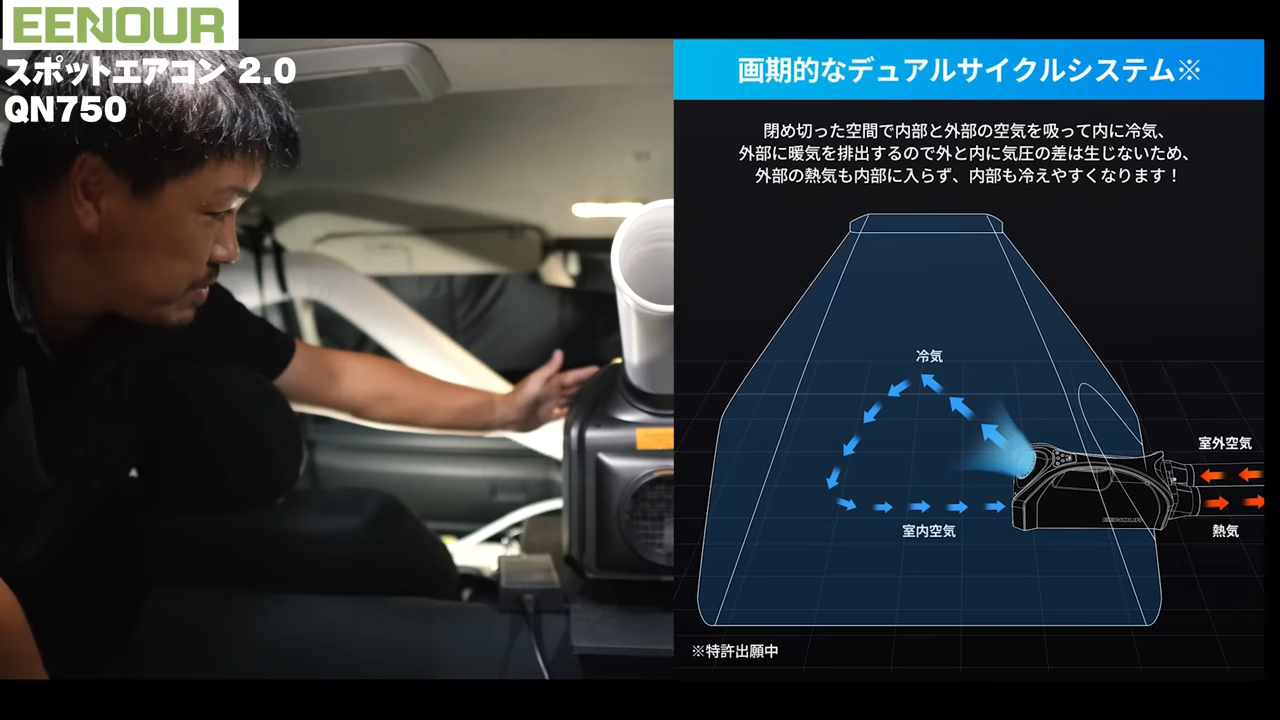 EENOUR
スポットエアコン 2.0
QN750
画期的なデュアルサイクルシステム※
閉め切った空間で内部と外部の空気を吸って内に冷気、
外部に暖気を排出するので外と内に気圧の差は生じないため、
外部の熱気も内部に入らず、内部も冷えやすくなります！
冷気
室外空気
室内空気
熱気
※特許出願中